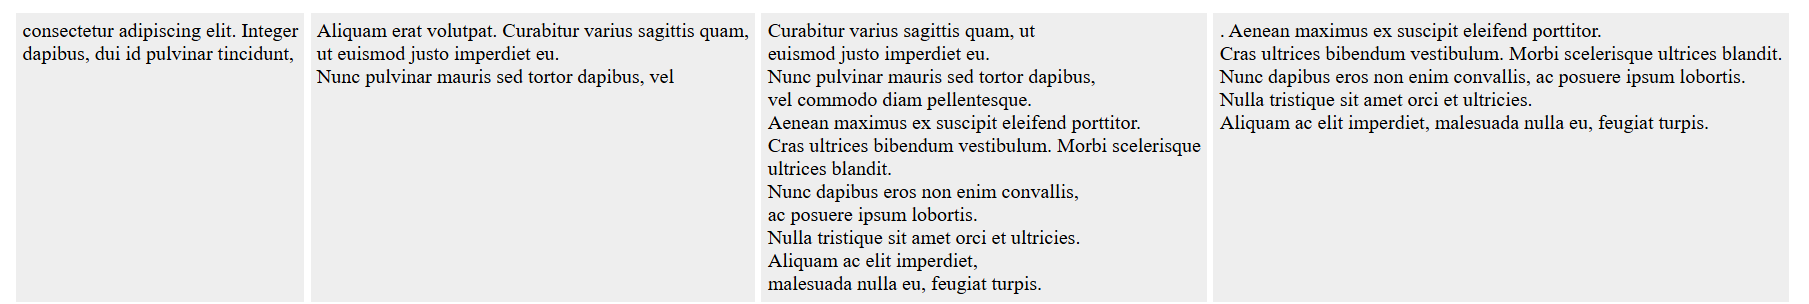 consectetur adipiscing elit. Integer
dapibus, dui id pulvinar tincidunt,
Aliquam erat volutpat. Curabitur varius sagittis quam,
ut euismod justo imperdiet eu.
Nunc pulvinar mauris sed tortor dapibus, vel
Curabitur varius sagittis quam, ut
euismod justo imperdiet eu.
Nunc pulvinar mauris sed tortor dapibus,
vel commodo diam pellentesque.
Aenean maximus ex suscipit eleifend porttitor.
Cras ultrices bibendum vestibulum. Morbi scelerisque
ultrices blandit.
Nunc dapibus eros non enim convallis,
ac posuere ipsum lobortis.
Nulla tristique sit amet orci et ultricies.
Aliquam ac elit imperdiet,
malesuada nulla eu, feugiat turpis.
. Aenean maximus ex suscipit eleifend porttitor.
Cras ultrices bibendum vestibulum. Morbi scelerisque ultrices blandit.
Nunc dapibus eros non enim convallis, ac posuere ipsum lobortis.
Nulla tristique sit amet orci et ultricies.
Aliquam ac elit imperdiet, malesuada nulla eu, feugiat turpis.